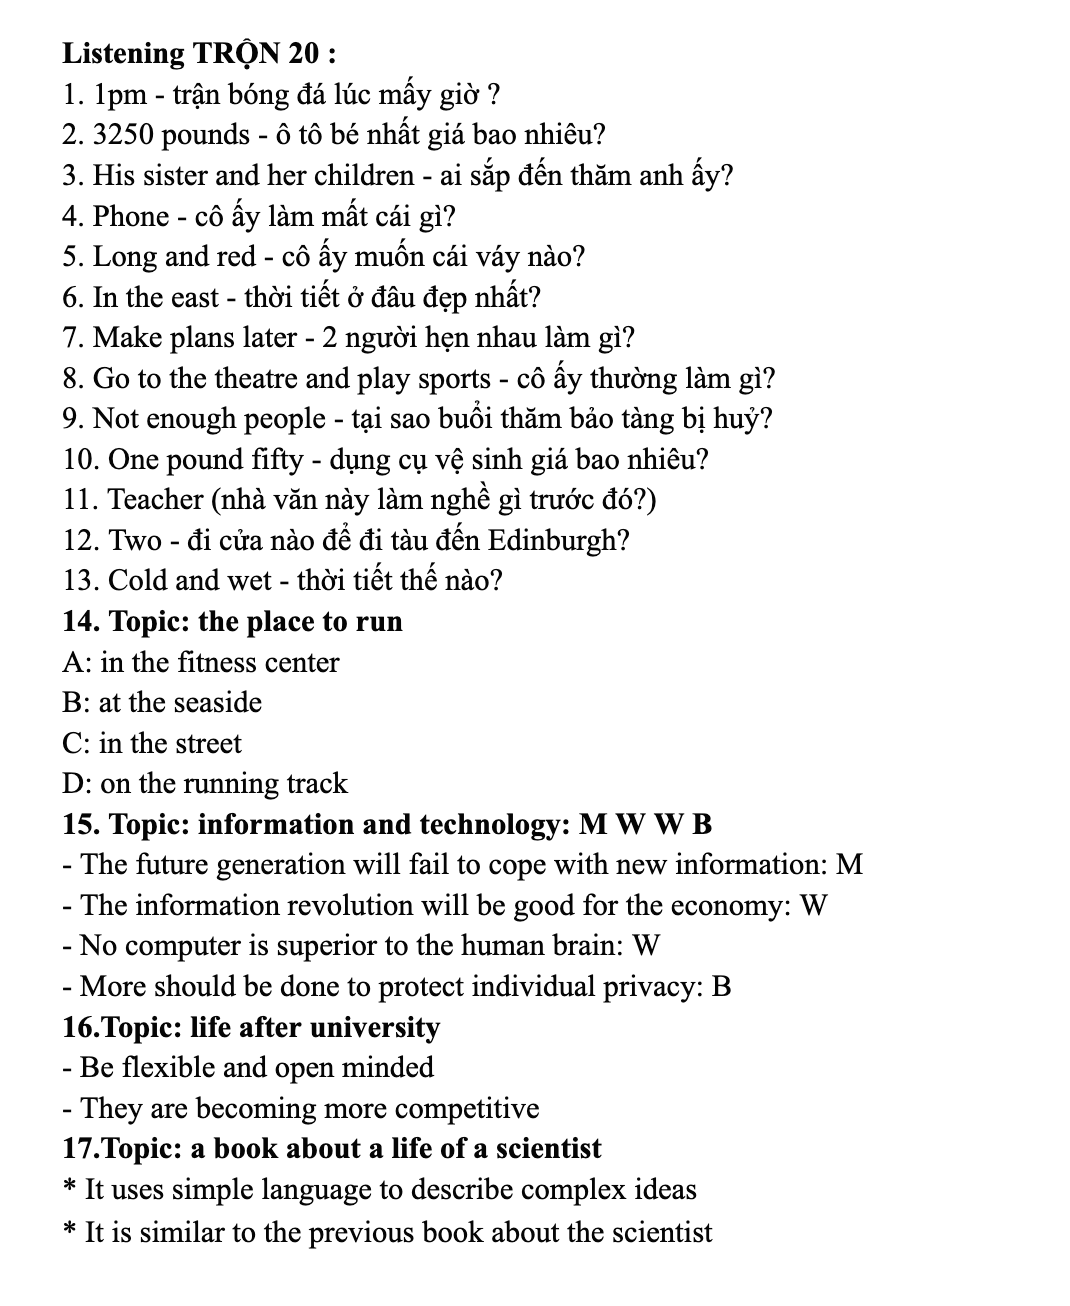 Listening TRỘN 20 :
1. 1pm - trận bóng đá lúc mấy giờ ?
2. 3250 pounds - ô tô bé nhất giá bao nhiêu?
3. His sister and her children - ai sắp đến thăm anh ấy?
4. Phone - cô ấy làm mất cái gì?
5. Long and red - cô ấy muốn cái váy nào?
6. In the east - thời tiết ở đâu đẹp nhất?
7. Make plans later - 2 người hẹn nhau làm gì?
8. Go to the theatre and play sports - cô ấy thường làm gì?
9. Not enough people - tại sao buổi thăm bảo tàng bị huỷ?
10. One pound fifty - dụng cụ vệ sinh giá bao nhiêu?
11. Teacher (nhà văn này làm nghề gì trước đó?)
12. Two - đi cửa nào để đi tàu đến Edinburgh?
13. Cold and wet - thời tiết thế nào?
14. Topic: the place to run
A: in the fitness center
B: at the seaside
C: in the street
D: on the running track
15. Topic: information and technology: M W W B
- The future generation will fail to cope with new information: M
- The information revolution will be good for the economy: W
- No computer is superior to the human brain: W
- More should be done to protect individual privacy: B
16.Topic: life after university
- Be flexible and open minded
- They are becoming more competitive
17.Topic: a book about a life of a scientist
* It uses simple language to describe complex ideas
* It is similar to the previous book about the scientist